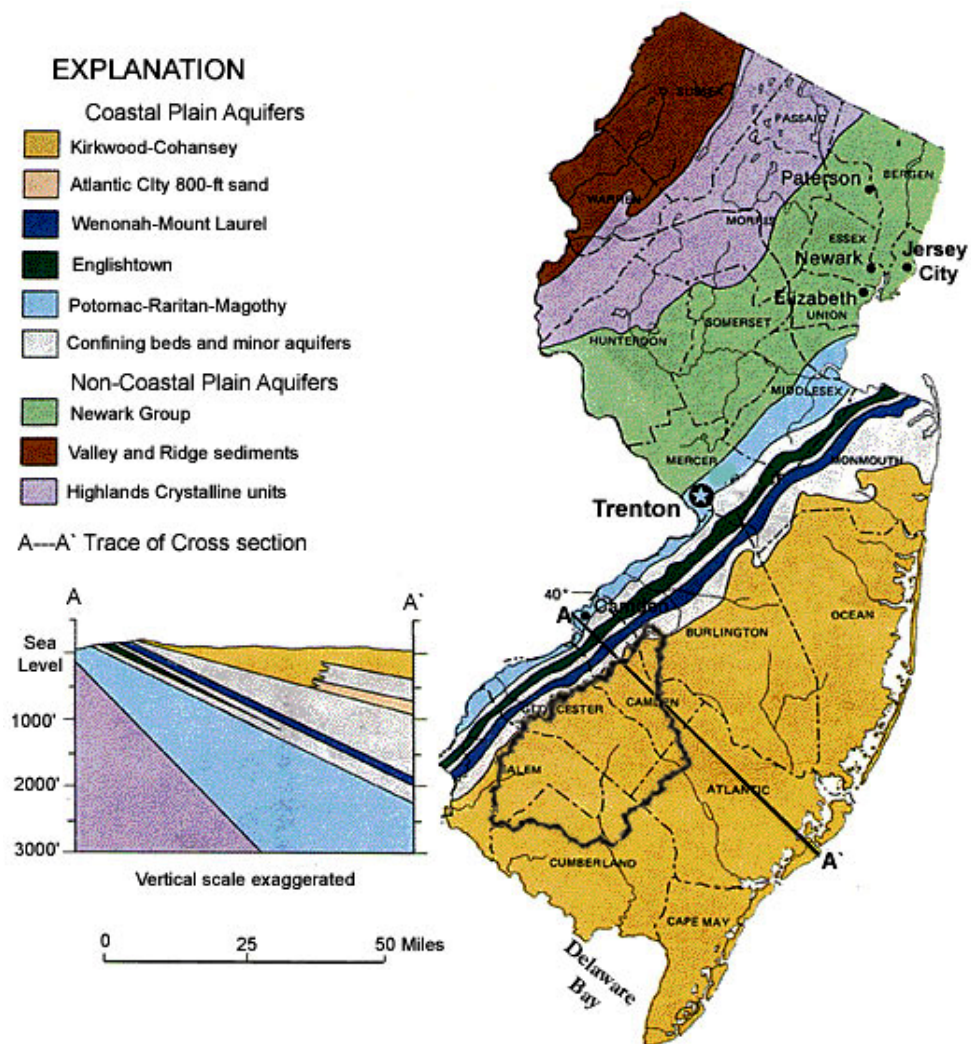 EXPLANATION
Coastal Plain Aquifers
Kirkwood-Cohansey
Atlantic City 800-ft sand
Wenonah-Mount Laurel
Englishtown
Potomac-Raritan-Magothy
Confining beds and minor aquifers
Non-Coastal Plain Aquifers
Newark Group
Valley and Ridge sediments
Highlands Crystalline units
A---A` Trace of Cross section
A
A`
Sea
Level
1000'
2000'
3000'
Vertical scale exaggerated
0
25
50 Miles
SUSSEX
PASSAIC
BERGEN
Paterson
WARREN
MORRIS
ESSEX
Newark
Jersey
City
Elizabeth
UNION
SOMERSET
HUNTERDON
MIDDLESEX
MERCER
MONMOUTH
Trenton
40°
A
Camden
OCEAN
BURLINGTON
CESTER
CAMDEN
SALEM
ATLANTIC
A`
CUMBERLAND
CAPE MAY
Delaware
Bay